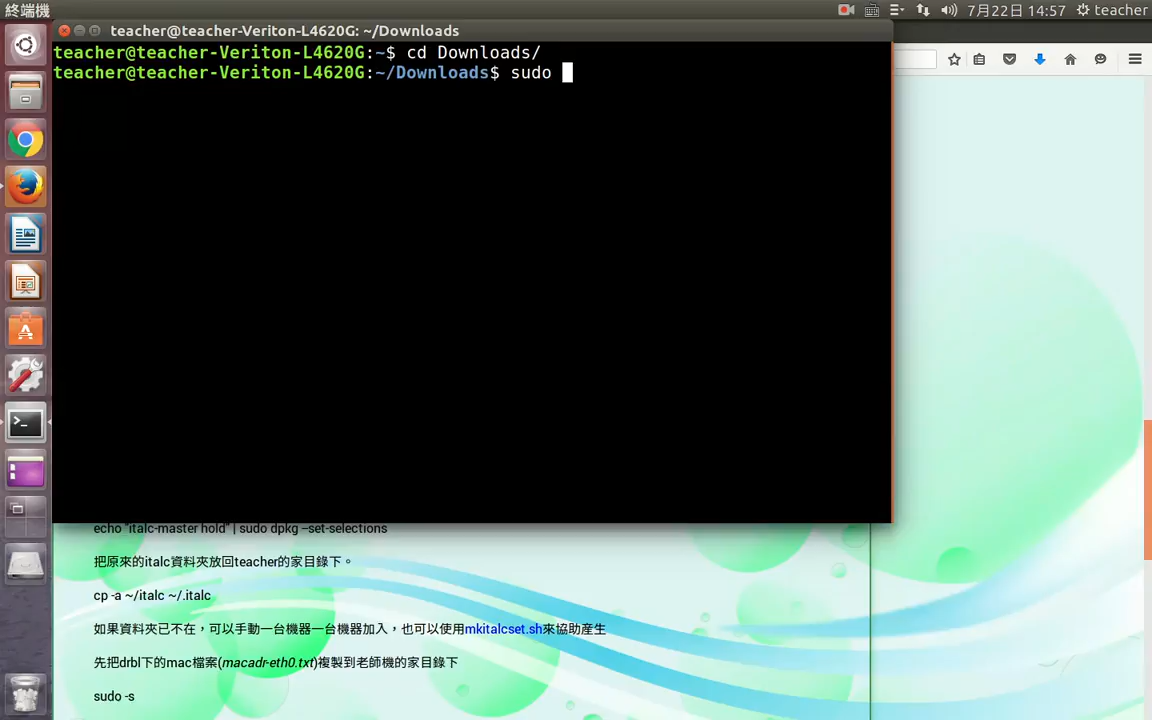 終端機
7月22日 14:57 teacher
teacher@teacher-Veriton-L4620G: ~/Downloads
teacher@teacher-Veriton-L4620G:~$ cd Downloads/
teacher@teacher-Veriton-L4620G:~/Downloads$ sudo
echo "italc-master hold" | sudo dpkg –set-selections
把原來的italc資料夾放回teacher的家目錄下。
cp -a ~/italc ~/.italc
如果資料夾已不在，可以手動一台機器一台機器加入，也可以使用mkitalcset.sh來協助産生
先把drbl下的mac檔案(macadr-eth0.txt)複製到老師機的家目錄下
sudo -s